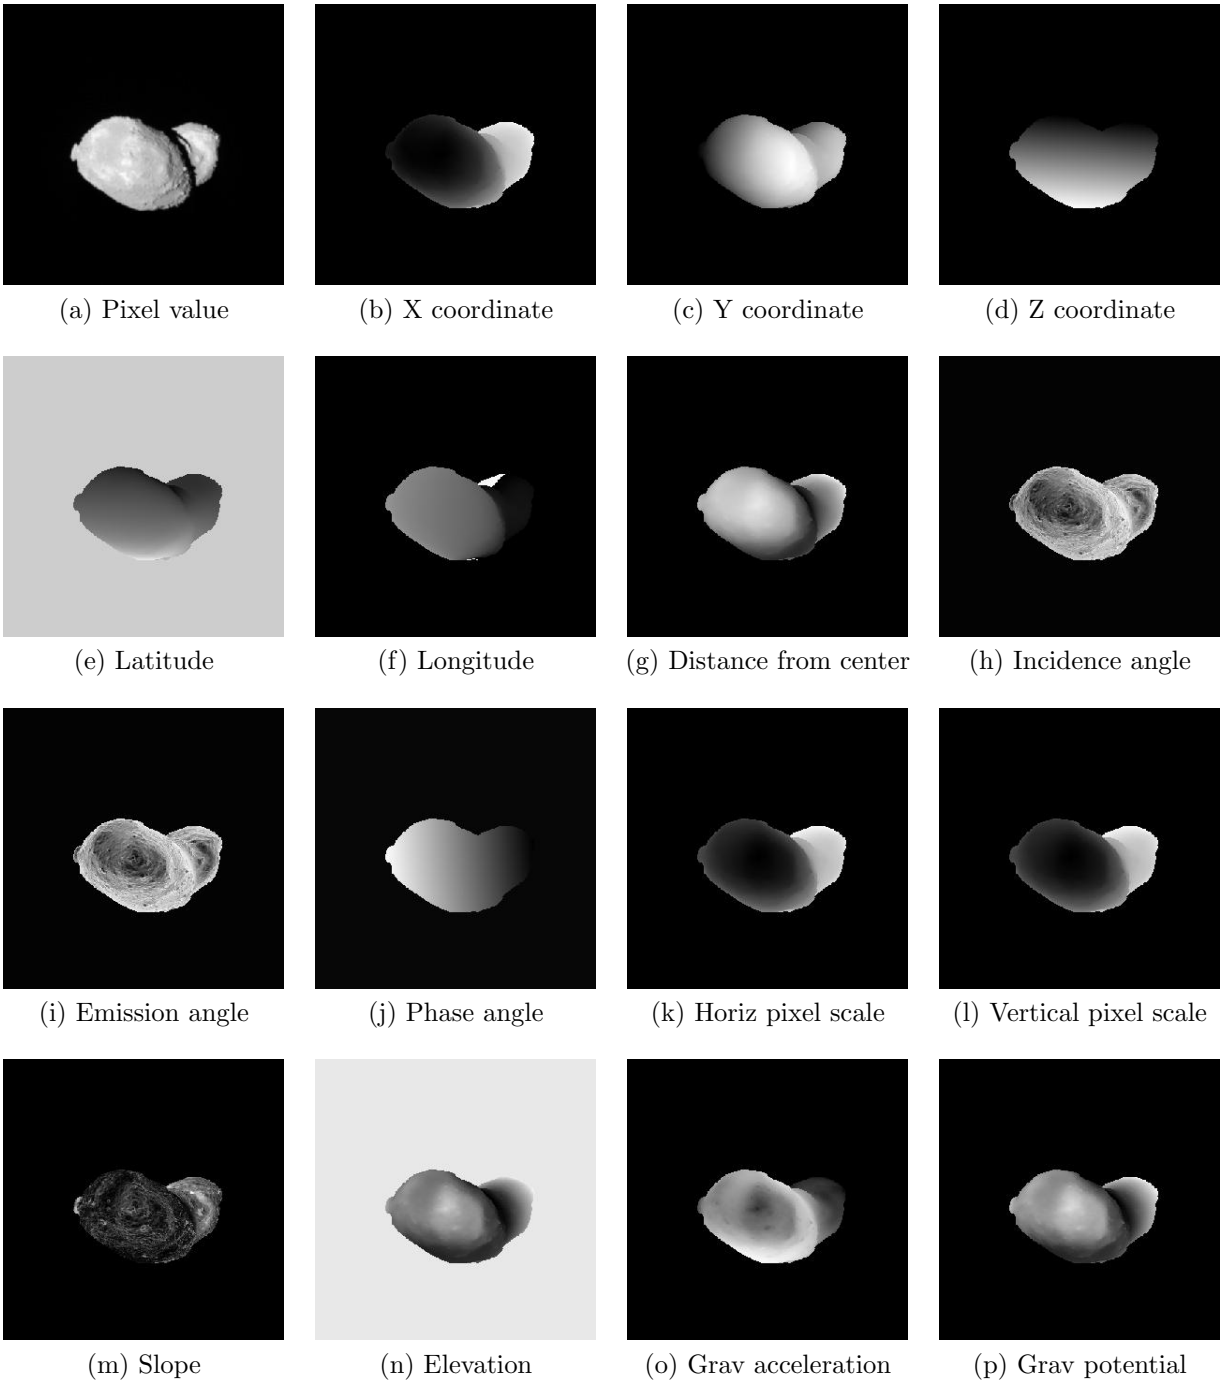 (a) Pixel value
(b) X coordinate
(c) Y coordinate
(d) Z coordinate
(e) Latitude
(f) Longitude
(g) Distance from center
(h) Incidence angle
(i) Emission angle
(j) Phase angle
(k) Horiz pixel scale
(l) Vertical pixel scale
(m) Slope
(n) Elevation
(o) Grav acceleration
(p) Grav potential